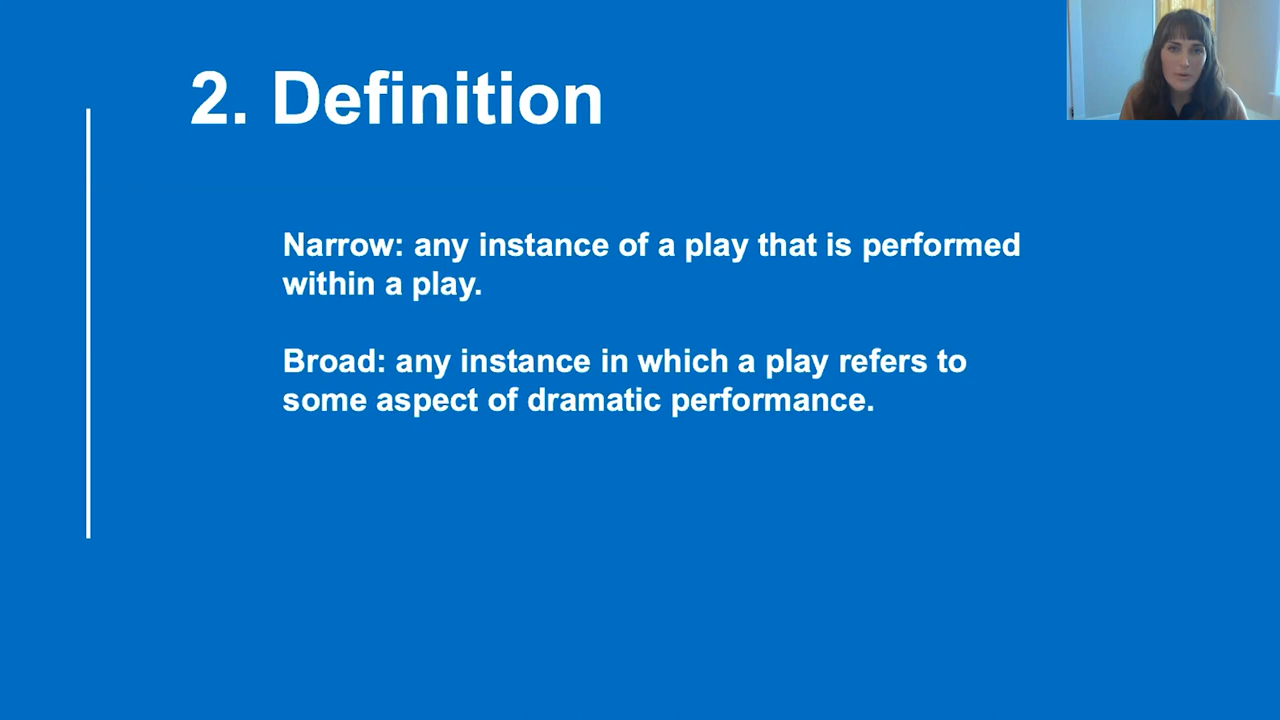 2. Definition
Narrow: any instance of a play that is performed
within a play.
Broad: any instance in which a play refers to
some aspect of dramatic performance.